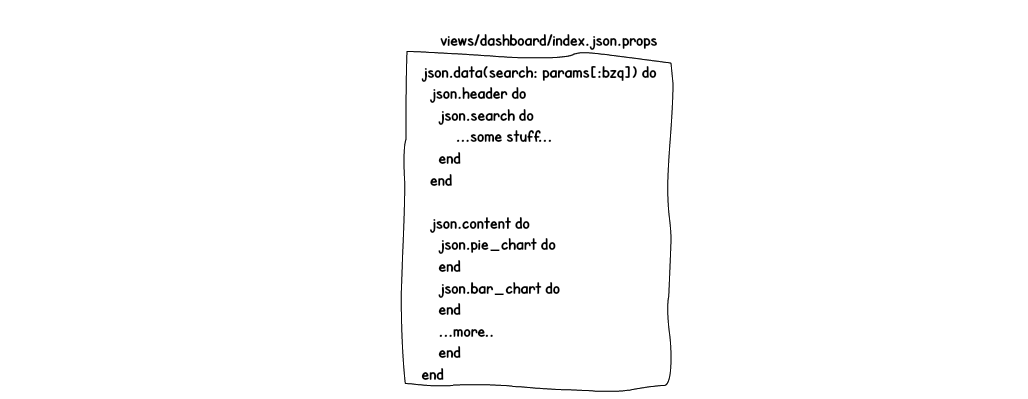 views/dashboard/index.json.props
json.data(search: params[:bzq]) do
json.header do
json.search do
...some stuff...
end
end
json.content do
json.pie_chart do
end
json.bar_chart do
end
...more..
end
end